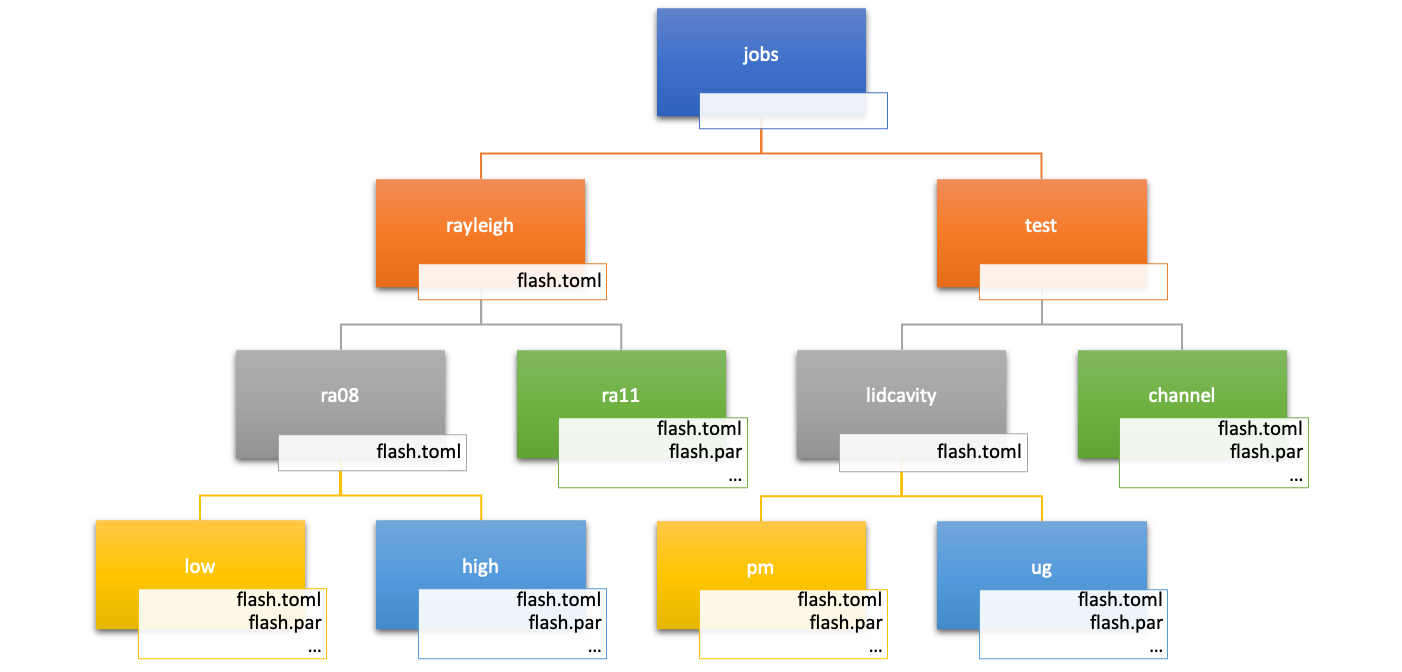 jobs
rayleigh
flash.toml
test
ra08
flash.toml
ra11
flash.toml
flash.par
...
lidcavity
flash.toml
channel
flash.toml
flash.par
...
low
flash.toml
flash.par
...
high
flash.toml
flash.par
...
pm
flash.toml
flash.par
...
ug
flash.toml
flash.par
...